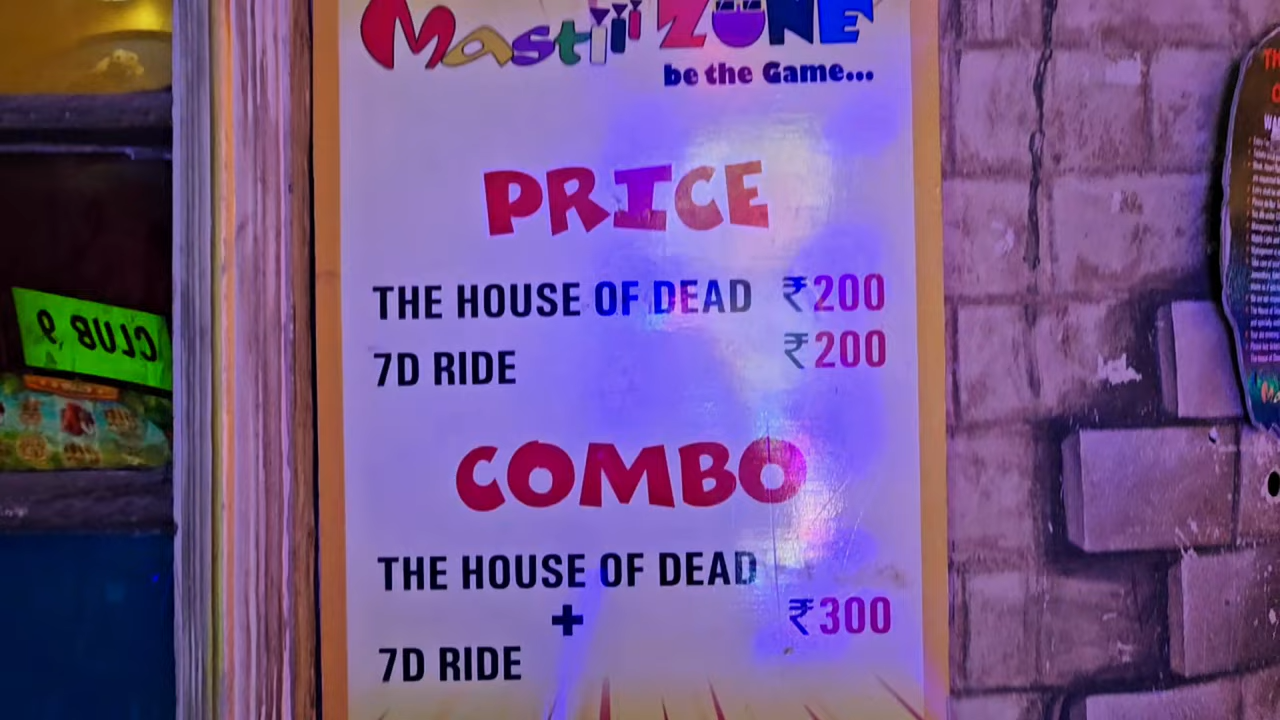 Mastiii ZONE
be the Game...
PRICE
THE HOUSE OF DEAD ₹200
7D RIDE ₹200
COMBO
THE HOUSE OF DEAD
+ ₹300
7D RIDE
CLUB 9